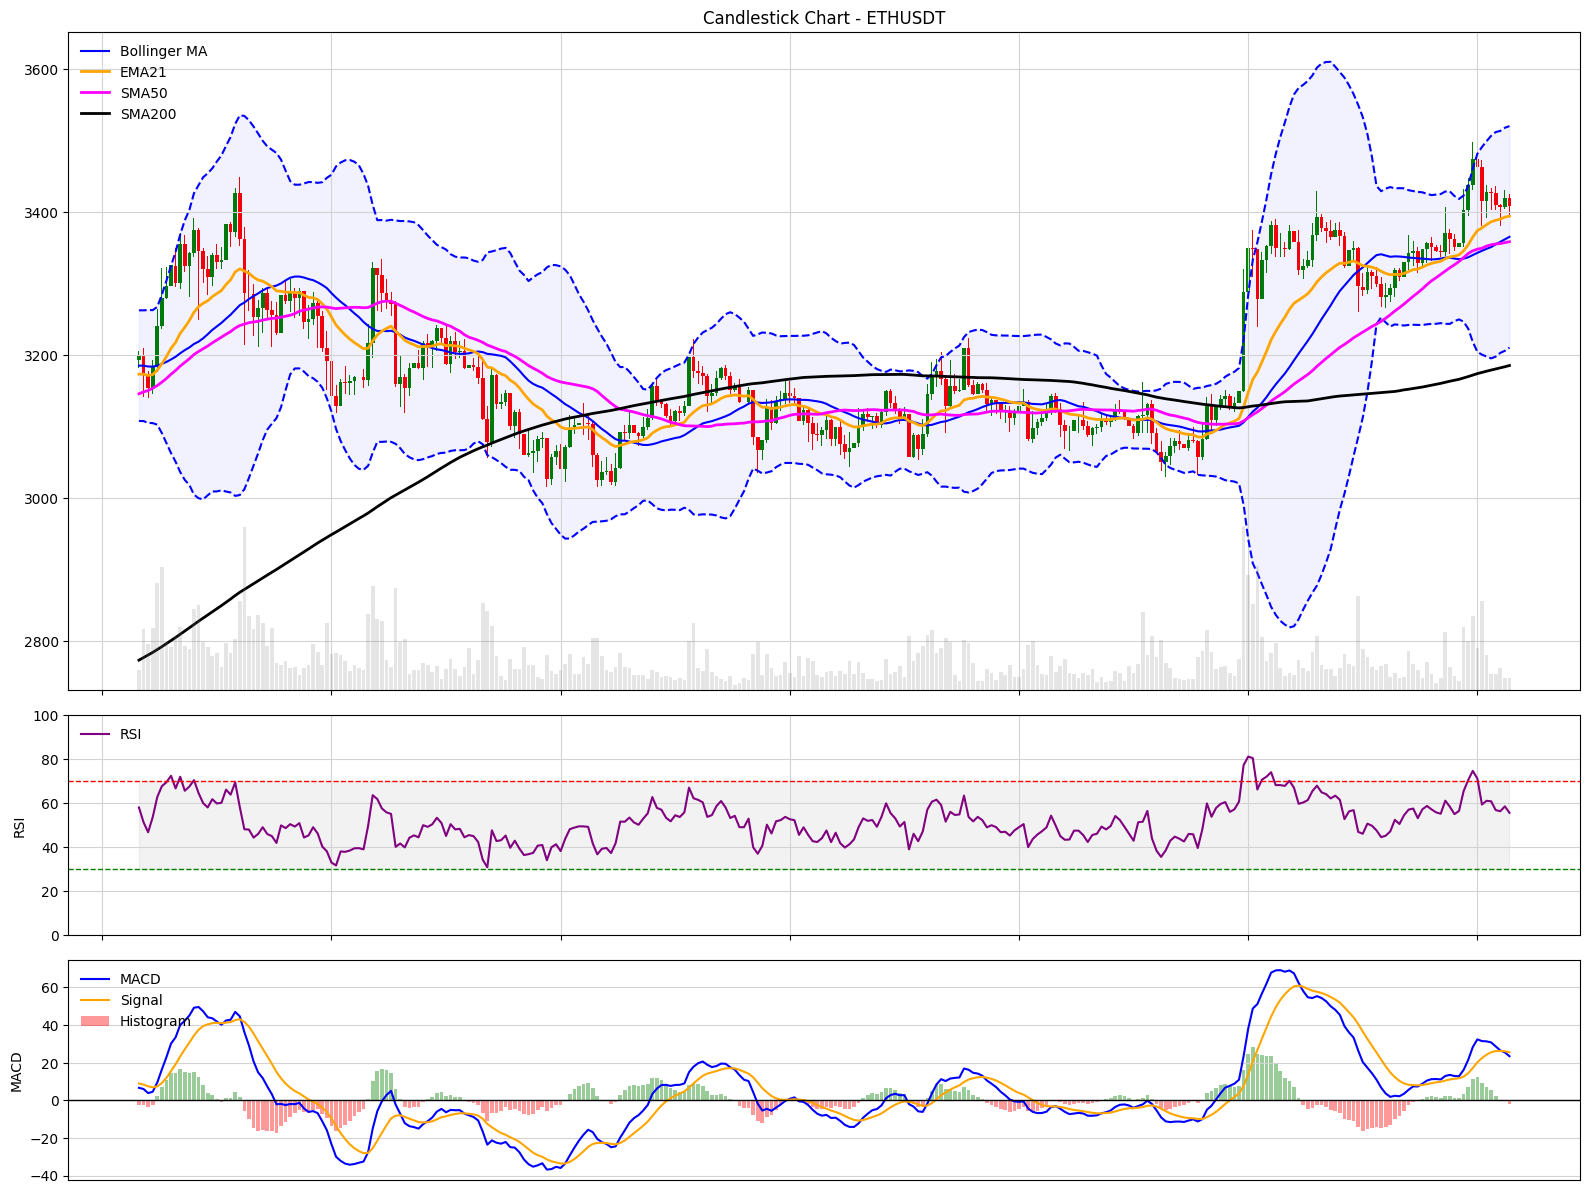 Candlestick Chart - ETHUSDT
Bollinger MA
EMA21
SMA50
SMA200
3600
3400
3200
3000
2800
RSI
100
80
60
40
20
0
RSI
MACD
Signal
Histogram
60
40
20
0
−20
−40
MACD